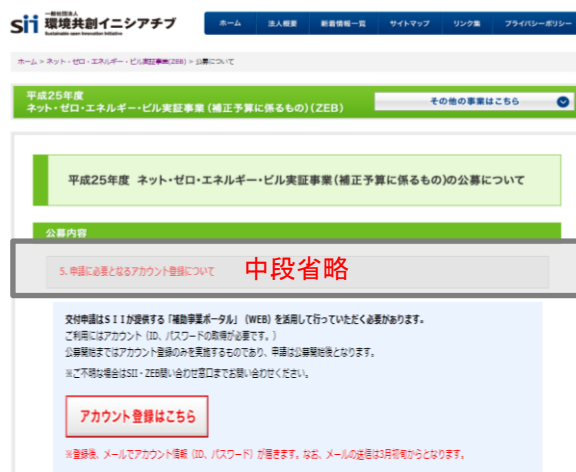 一般社団法人
sii 環境共創イニシアチブ
Sustainable open Innovation Initiative
ホーム 法人概要 新着情報一覧 サイトマップ リンク集 プライバシーポリシー
ホーム > ネット・ゼロ・エネルギー・ビル実証事業(ZEB) > 公募について
平成25年度
ネット・ゼロ・エネルギー・ビル実証事業（補正予算に係るもの）(ZEB)
その他の事業はこちら
平成25年度 ネット・ゼロ・エネルギー・ビル実証事業（補正予算に係るもの）の公募について
公募内容
5. 申請に必要となるアカウント登録について
中段省略
交付申請はＳＩＩが提供する「補助事業ポータル」（WEB）を活用して行っていただく必要があります。
ご利用にはアカウント（ID、パスワードの取得が必要です。）
公募開始まではアカウント登録のみを実施するものであり、申請は公募開始後となります。
※ご不明な場合はSII・ZEB問い合わせ窓口までお問い合わせください。
アカウント登録はこちら
※登録後、メールでアカウント情報（ID、パスワード）が届きます。なお、メールの送信は3月初旬からとなります。